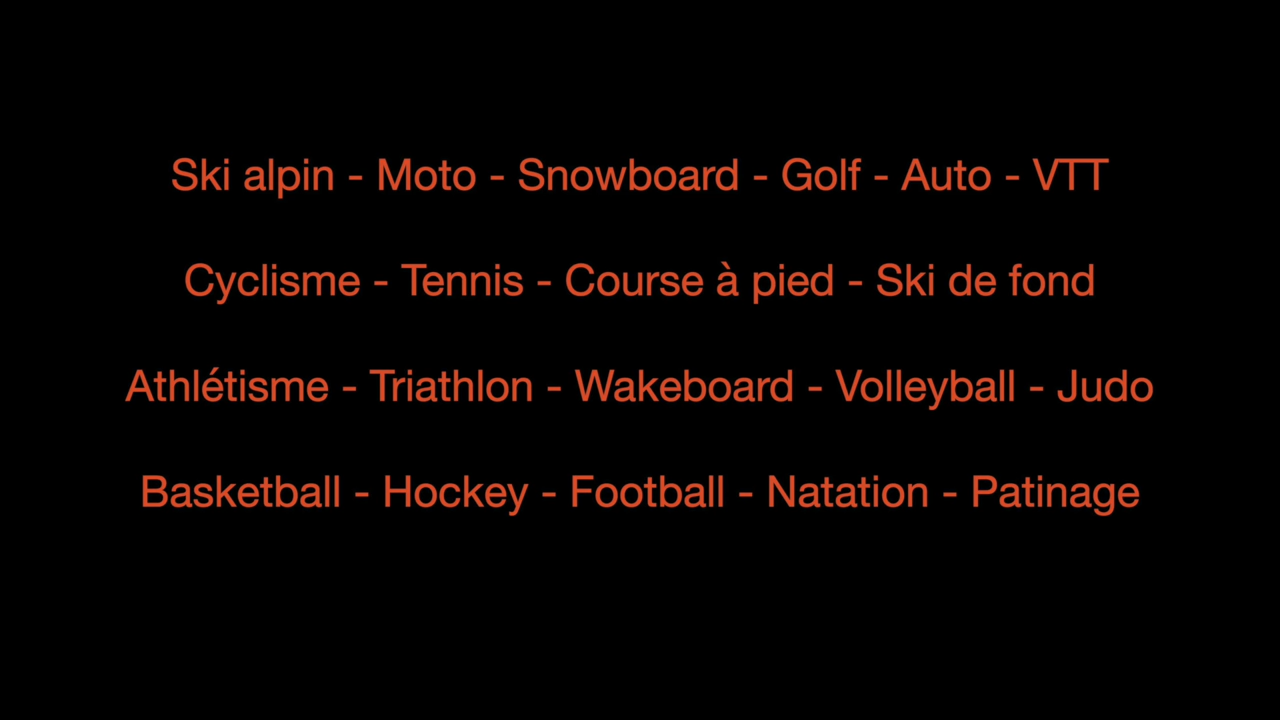 Ski alpin - Moto - Snowboard - Golf - Auto - VTT
Cyclisme - Tennis - Course à pied - Ski de fond
Athlétisme - Triathlon - Wakeboard - Volleyball - Judo
Basketball - Hockey - Football - Natation - Patinage